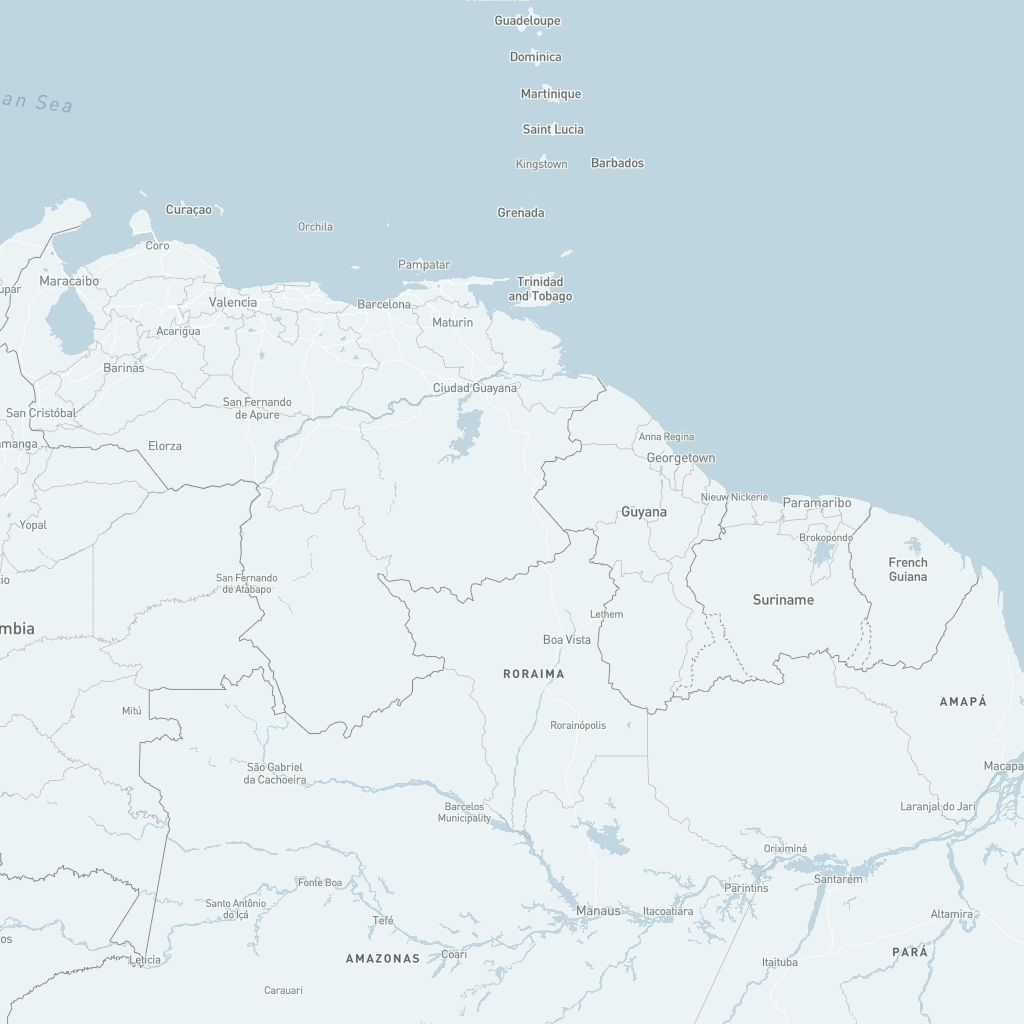 Guadeloupe
Dominica
an Sea
Martinique
Saint Lucia
Kingstown
Barbados
Curaçao
Grenada
Orchila
Coro
Pampatar
Maracaibo
Trinidad
and Tobago
upar
Valencia
Barcelona
Maturin
Acarigua
Barinas
Ciudad Guayana
San Cristóbal
San Fernando
de Apure
amanga
Elorza
Anna Regina
Georgetown
Nieuw Nickerie
Paramaribo
Guyana
Yopal
Brokopondo
French
Guiana
cio
San Fernando
de Atabapo
Suriname
Lethem
mbia
Boa Vista
RORAIMA
AMAPÁ
Mitú
Rorainópolis
São Gabriel
da Cachoeira
Macapa
Barcelos
Municipality
Laranjal do Jari
Oriximiná
Fonte Boa
Santarém
Parintins
Santo Antônio
do Içá
Manaus
Itacoatiara
Altamira
Tefé
ros
Coari
Leticia
AMAZONAS
PARÁ
Itaituba
Carauari